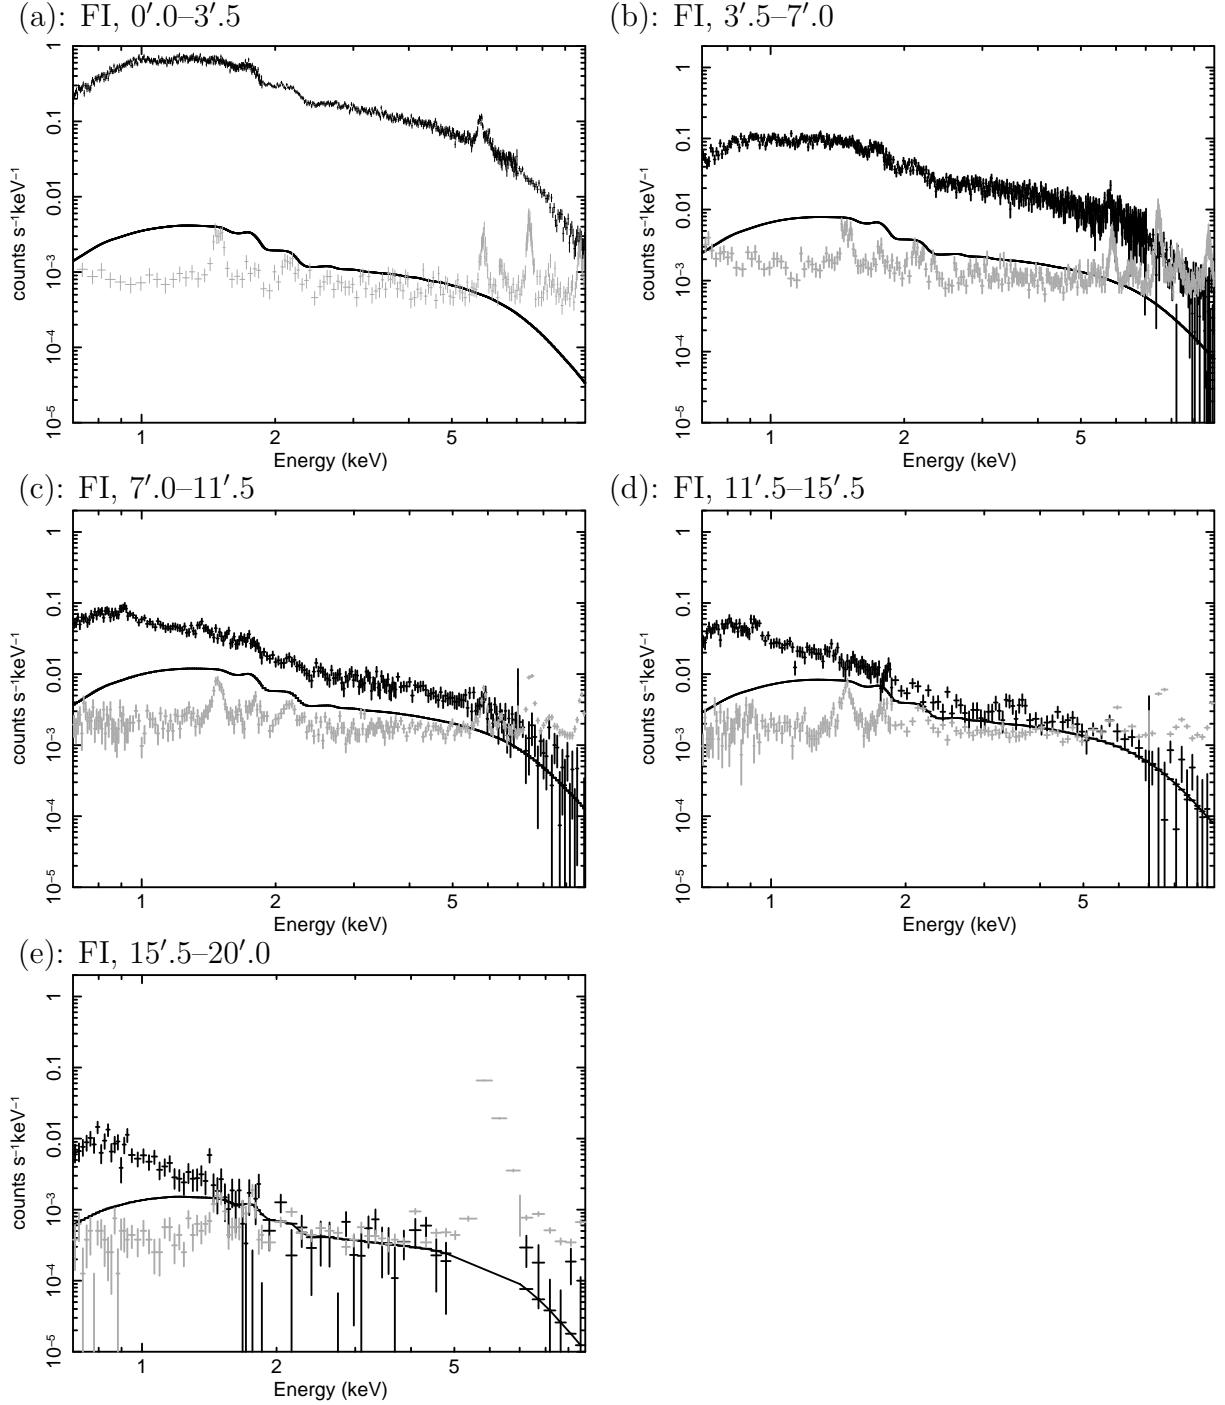 (a): FI, 0′.0–3′.5
1
0.1
0.01
10⁻³
10⁻⁴
10⁻⁵
counts s⁻¹keV⁻¹
1 2 5
Energy (keV)
(b): FI, 3′.5–7′.0
1
0.1
0.01
10⁻³
10⁻⁴
10⁻⁵
counts s⁻¹keV⁻¹
1 2 5
Energy (keV)
(c): FI, 7′.0–11′.5
1
0.1
0.01
10⁻³
10⁻⁴
10⁻⁵
counts s⁻¹keV⁻¹
1 2 5
Energy (keV)
(d): FI, 11′.5–15′.5
1
0.1
0.01
10⁻³
10⁻⁴
10⁻⁵
counts s⁻¹keV⁻¹
1 2 5
Energy (keV)
(e): FI, 15′.5–20′.0
1
0.1
0.01
10⁻³
10⁻⁴
10⁻⁵
counts s⁻¹keV⁻¹
1 2 5
Energy (keV)